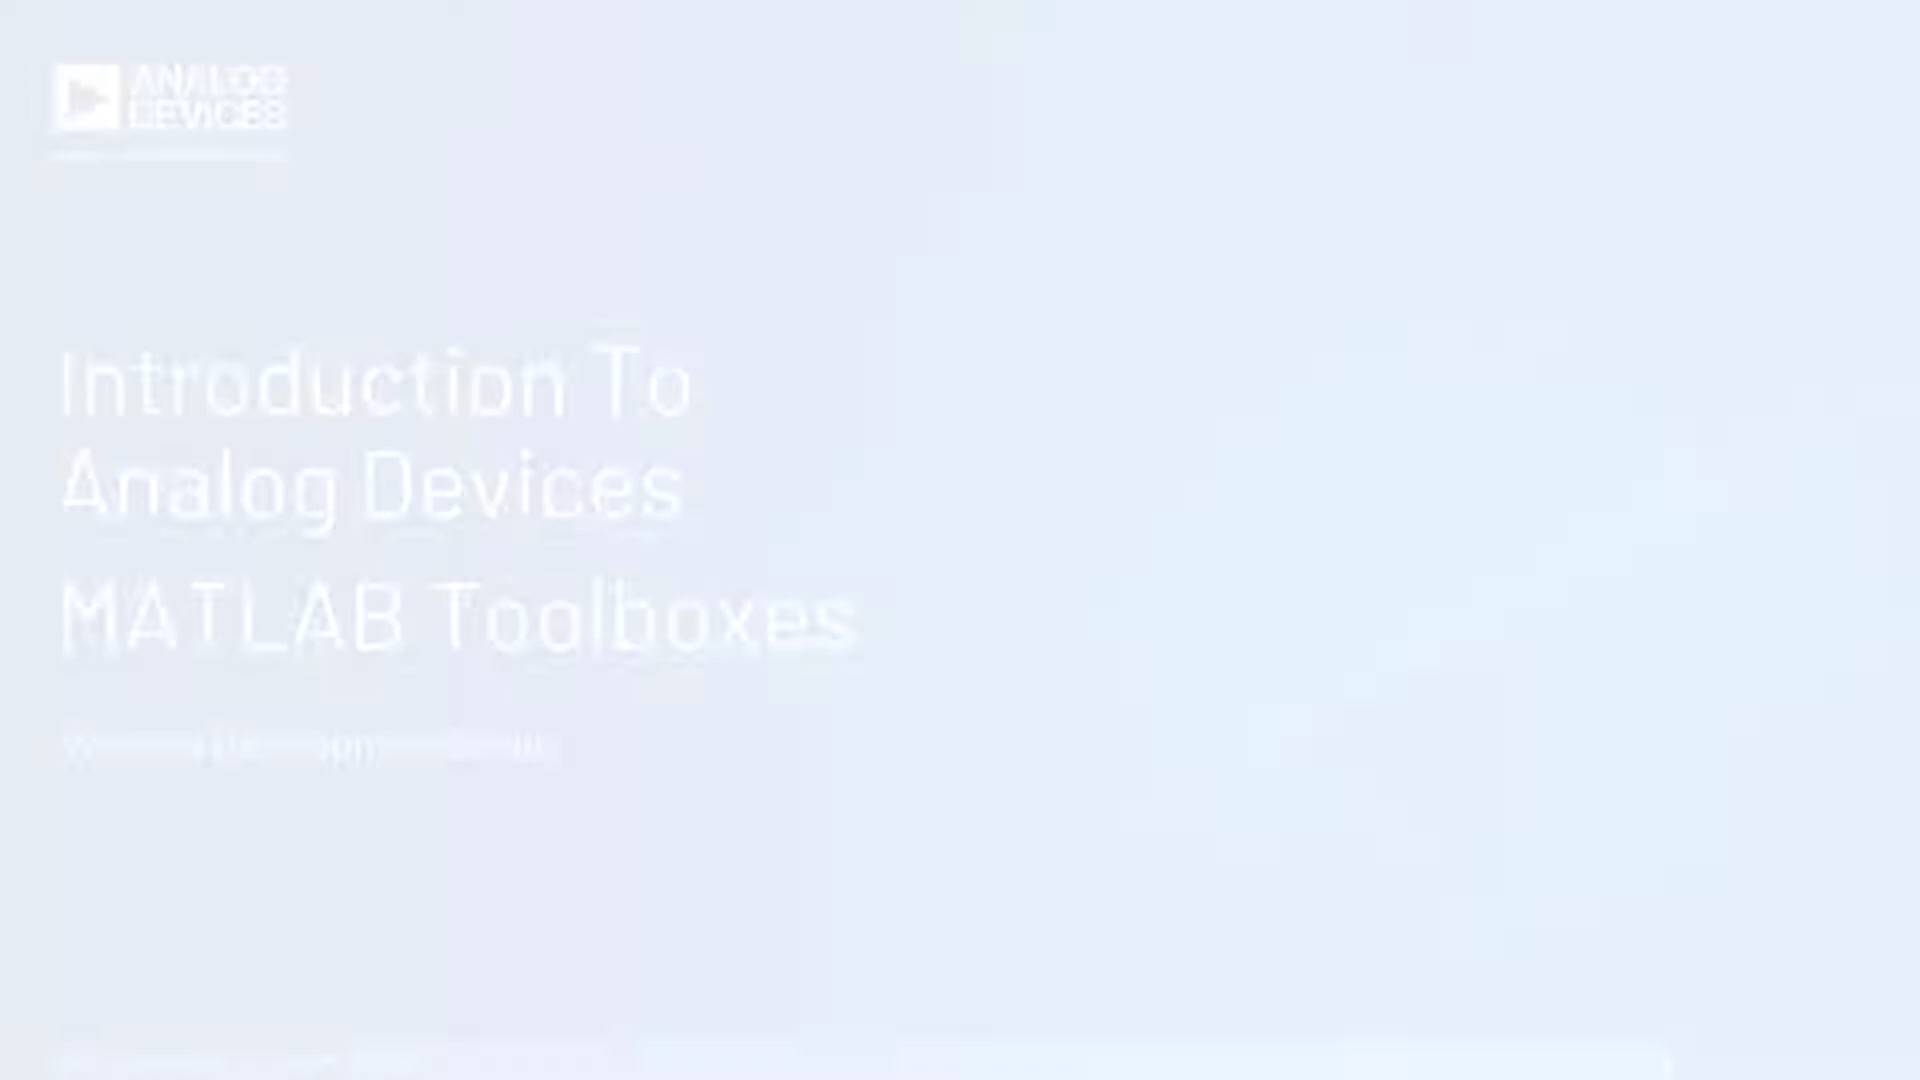 ANALOG
DEVICES
Introduction To
Analog Devices
MATLAB Toolboxes